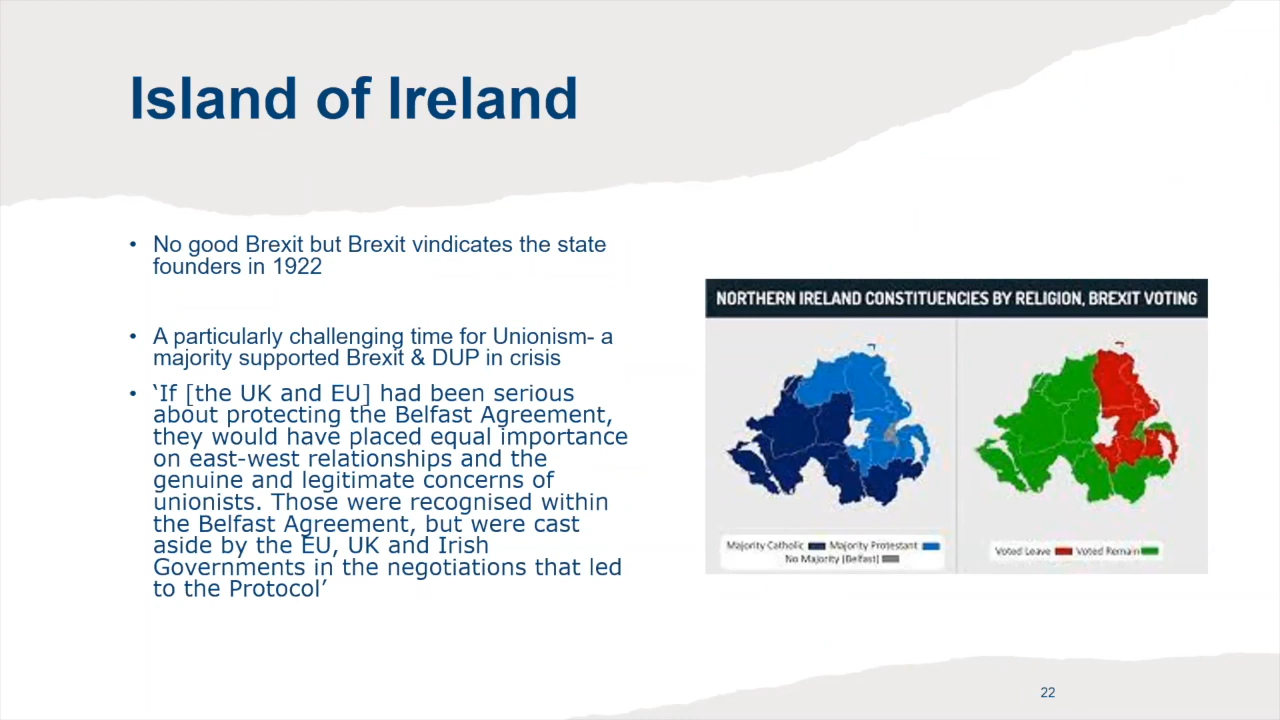 Island of Ireland
• No good Brexit but Brexit vindicates the state
founders in 1922
• A particularly challenging time for Unionism- a
majority supported Brexit & DUP in crisis
• ‘If [the UK and EU] had been serious
about protecting the Belfast Agreement,
they would have placed equal importance
on east-west relationships and the
genuine and legitimate concerns of
unionists. Those were recognised within
the Belfast Agreement, but were cast
aside by the EU, UK and Irish
Governments in the negotiations that led
to the Protocol’
NORTHERN IRELAND CONSTITUENCIES BY RELIGION, BREXIT VOTING
Majority Catholic Majority Protestant
No Majority (Belfast)
Voted Leave Voted Remain
22